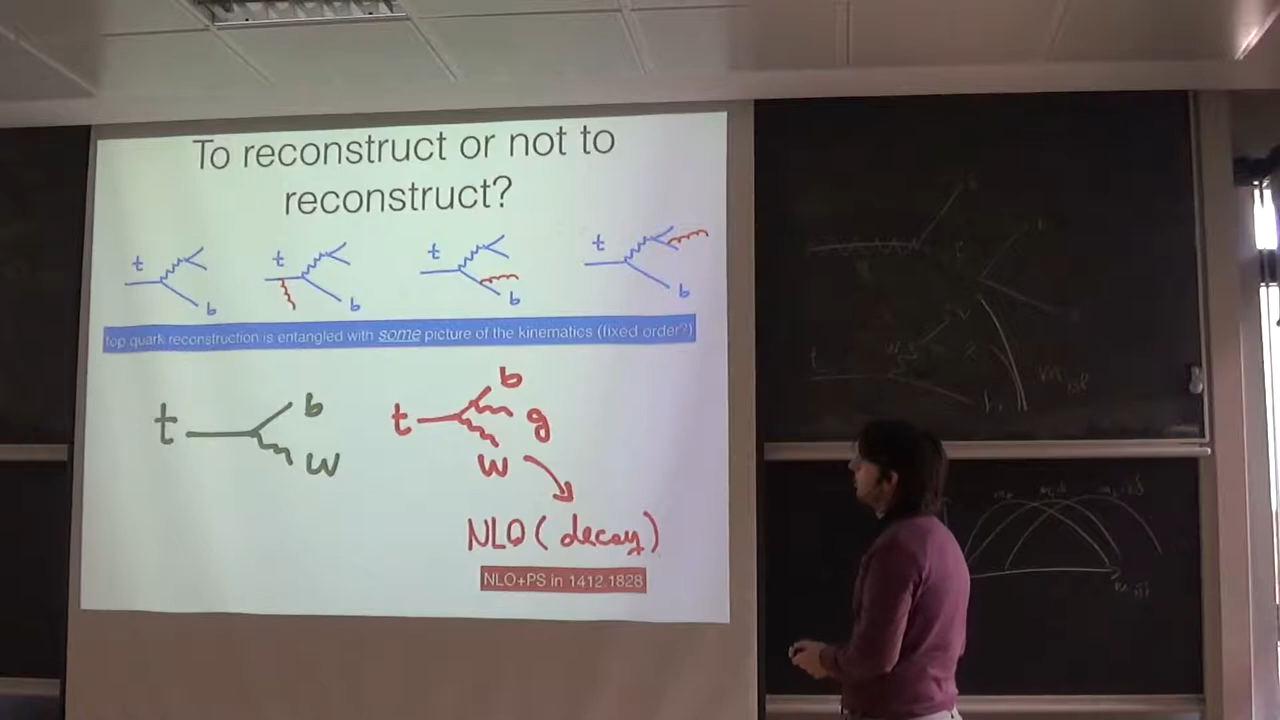 To reconstruct or not to
reconstruct?
t b
t b
t b
t b
top quark reconstruction is entangled with some picture of the kinematics (fixed order?)
t b
W
t b
g
W
NLO (decay)
NLO+PS in 1412.1828
t